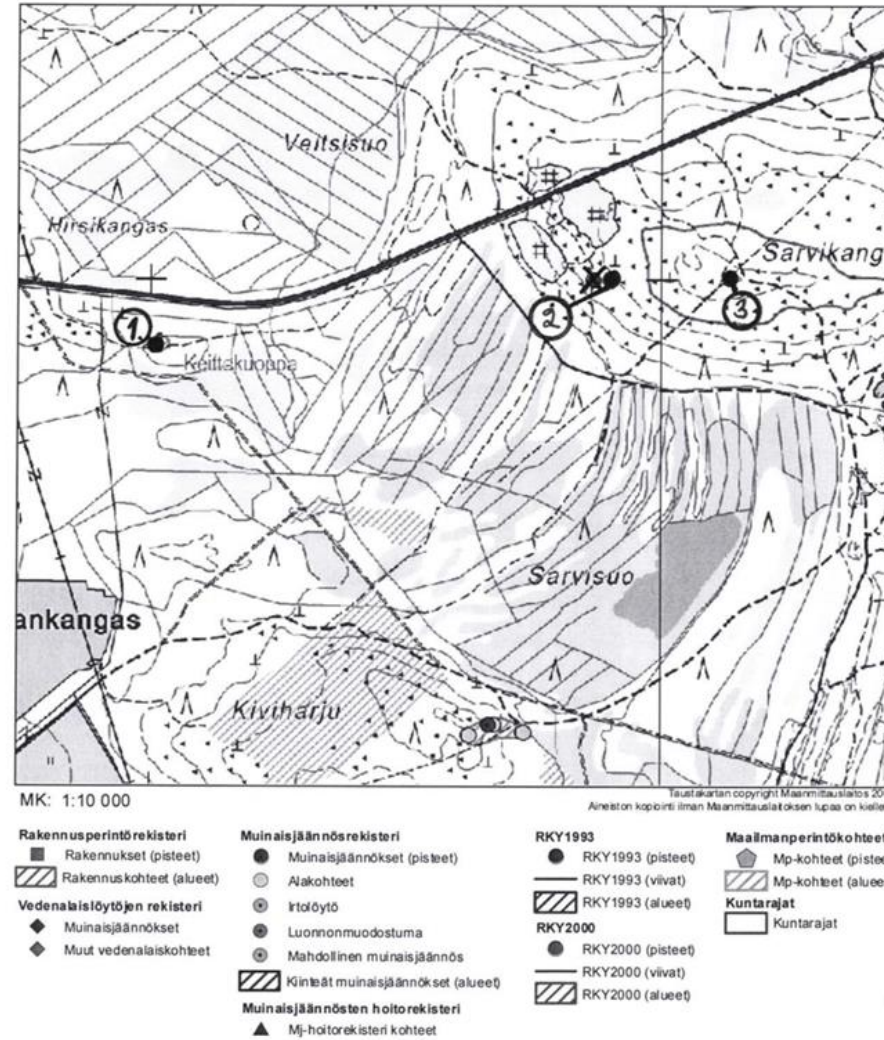 Veitsisuo
Hirsikangas
Sarvikang
1
2
3
Keittokuoppa
Sarvisuo
ankangas
Kiviharju
MK: 1:10 000
Taustakartan copyright Maanmittauslaitos 20
Aineiston kopiointi ilman Maanmittauslaitoksen lupaa on kielle
Rakennusperintörekisteri
Rakennukset (pisteet)
Rakennuskohteet (alueet)
Vedenalaislöytöjen rekisteri
Muinaisjäännökset
Muut vedenalaiskohteet
Muinaisjäännösrekisteri
Muinaisjäännökset (pisteet)
Alakohteet
Irtolöytö
Luonnonmuodostuma
Mahdollinen muinaisjäännös
Kiinteät muinaisjäännökset (alueet)
Muinaisjäännösten hoitorekisteri
Mj-hoitorekisteri kohteet
RKY1993
RKY1993 (pisteet)
RKY1993 (viivat)
RKY1993 (alueet)
RKY2000
RKY2000 (pisteet)
RKY2000 (viivat)
RKY2000 (alueet)
Maailmanperintökohteet
Mp-kohteet (pistee
Mp-kohteet (aluee
Kuntarajat
Kuntarajat